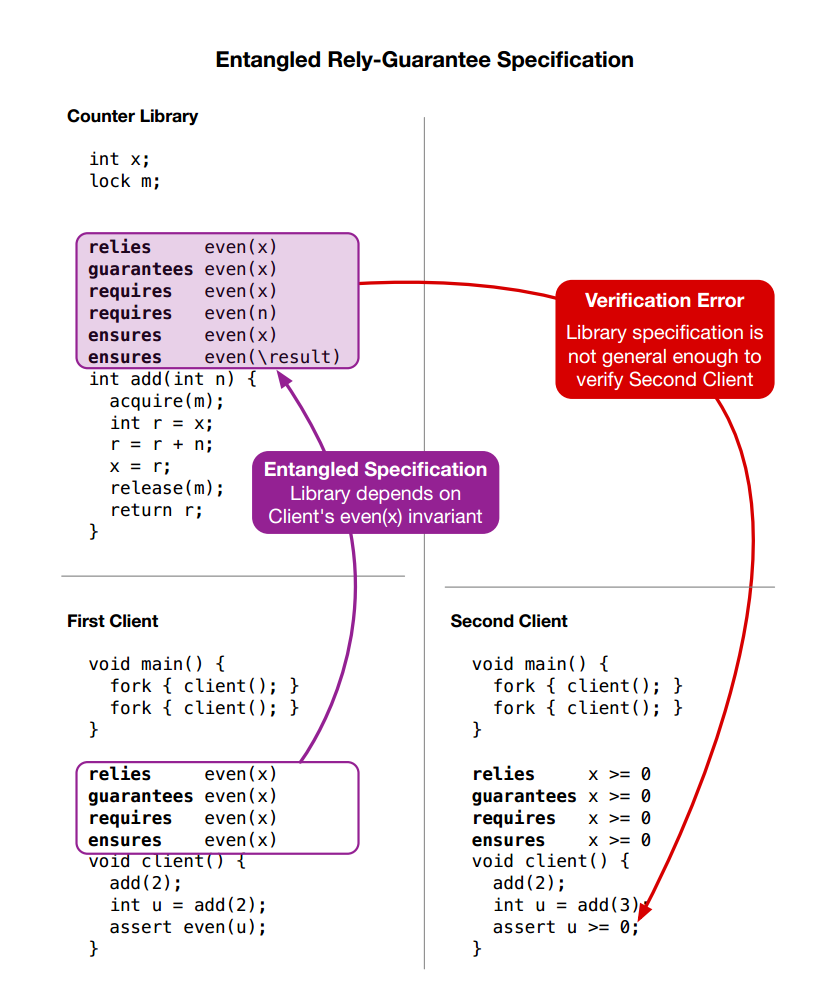 Entangled Rely-Guarantee Specification
Counter Library
int x;
lock m;
relies even(x)
guarantees even(x)
requires even(x)
requires even(n)
ensures even(x)
ensures even(\result)
int add(int n) {
acquire(m);
int r = x;
r = r + n;
x = r;
release(m);
return r;
}
Verification Error
Library specification is
not general enough to
verify Second Client
Entangled Specification
Library depends on
Client's even(x) invariant
First Client
void main() {
fork { client(); }
fork { client(); }
}
relies even(x)
guarantees even(x)
requires even(x)
ensures even(x)
void client() {
add(2);
int u = add(2);
assert even(u);
}
Second Client
void main() {
fork { client(); }
fork { client(); }
}
relies x >= 0
guarantees x >= 0
requires x >= 0
ensures x >= 0
void client() {
add(2);
int u = add(3);
assert u >= 0;
}